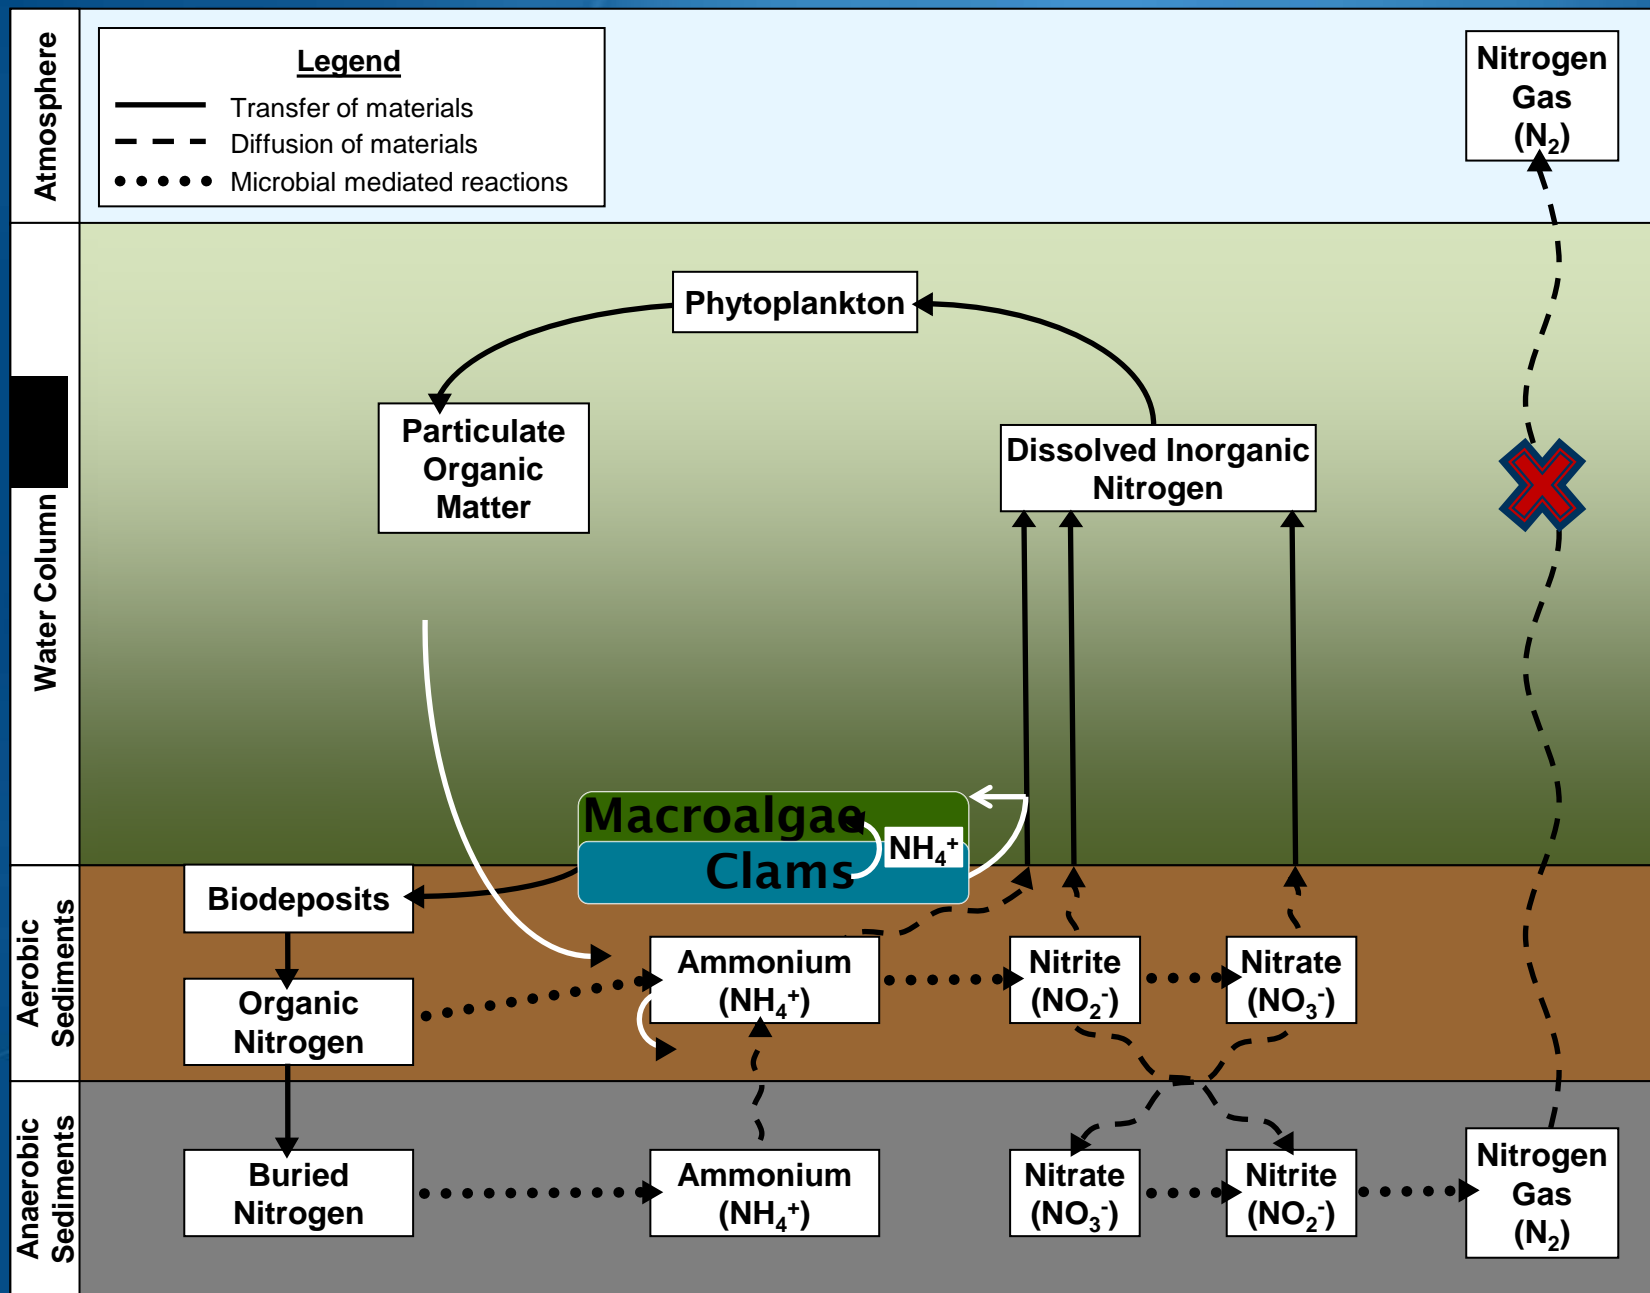 Atmosphere
Legend
Transfer of materials
Diffusion of materials
Microbial mediated reactions
Nitrogen
Gas
(N₂)
Water Column
Phytoplankton
Particulate
Organic
Matter
Dissolved Inorganic
Nitrogen
Macroalgae
NH₄⁺
Clams
Aerobic
Sediments
Biodeposits
Organic
Nitrogen
Ammonium
(NH₄⁺)
Nitrite
(NO₂⁻)
Nitrate
(NO₃⁻)
Anaerobic
Sediments
Buried
Nitrogen
Ammonium
(NH₄⁺)
Nitrate
(NO₃⁻)
Nitrite
(NO₂⁻)
Nitrogen
Gas
(N₂)